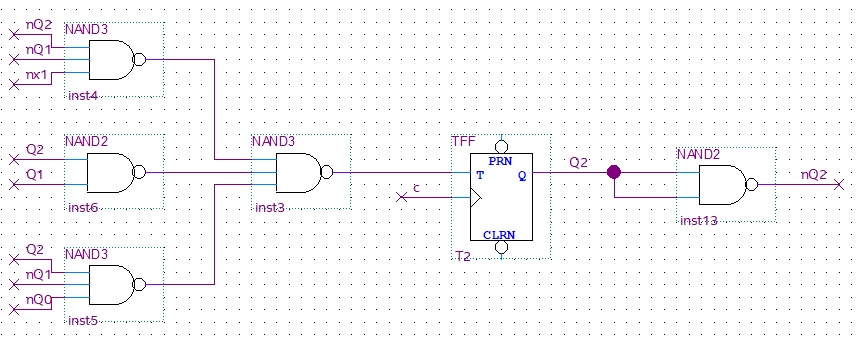 nQ2
NAND3
nQ1
nx1
inst4
Q2
NAND2
Q1
inst6
NAND3
inst3
Q2
NAND3
nQ1
nQ0
inst5
c
TFF
PRN
T Q
CLRN
T2
Q2
NAND2
nQ2
inst13